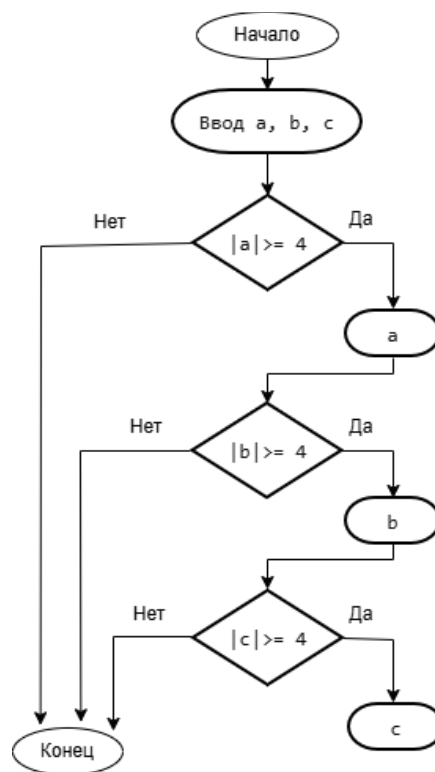 Начало
Ввод a, b, c
Нет
Да
|a|>= 4
a
Нет
Да
|b|>= 4
b
Нет
Да
|c|>= 4
c
Конец